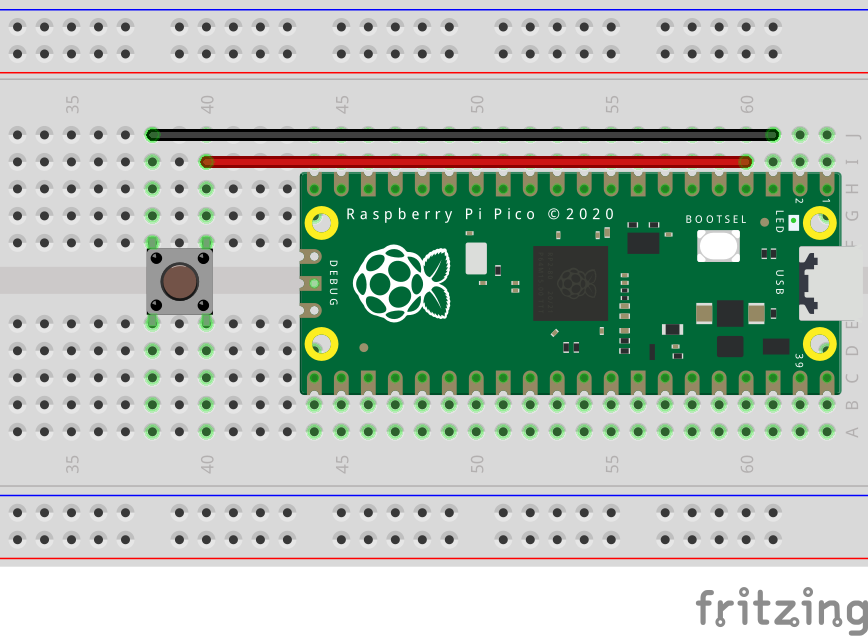 35 40 45 50 55 60
J
I
H
G
F
2 1
Raspberry Pi Pico ©2020
BOOTSEL
LED
DEBUG
USB
E
D
39
C
B
A
35 40 45 50 55 60
fritzing